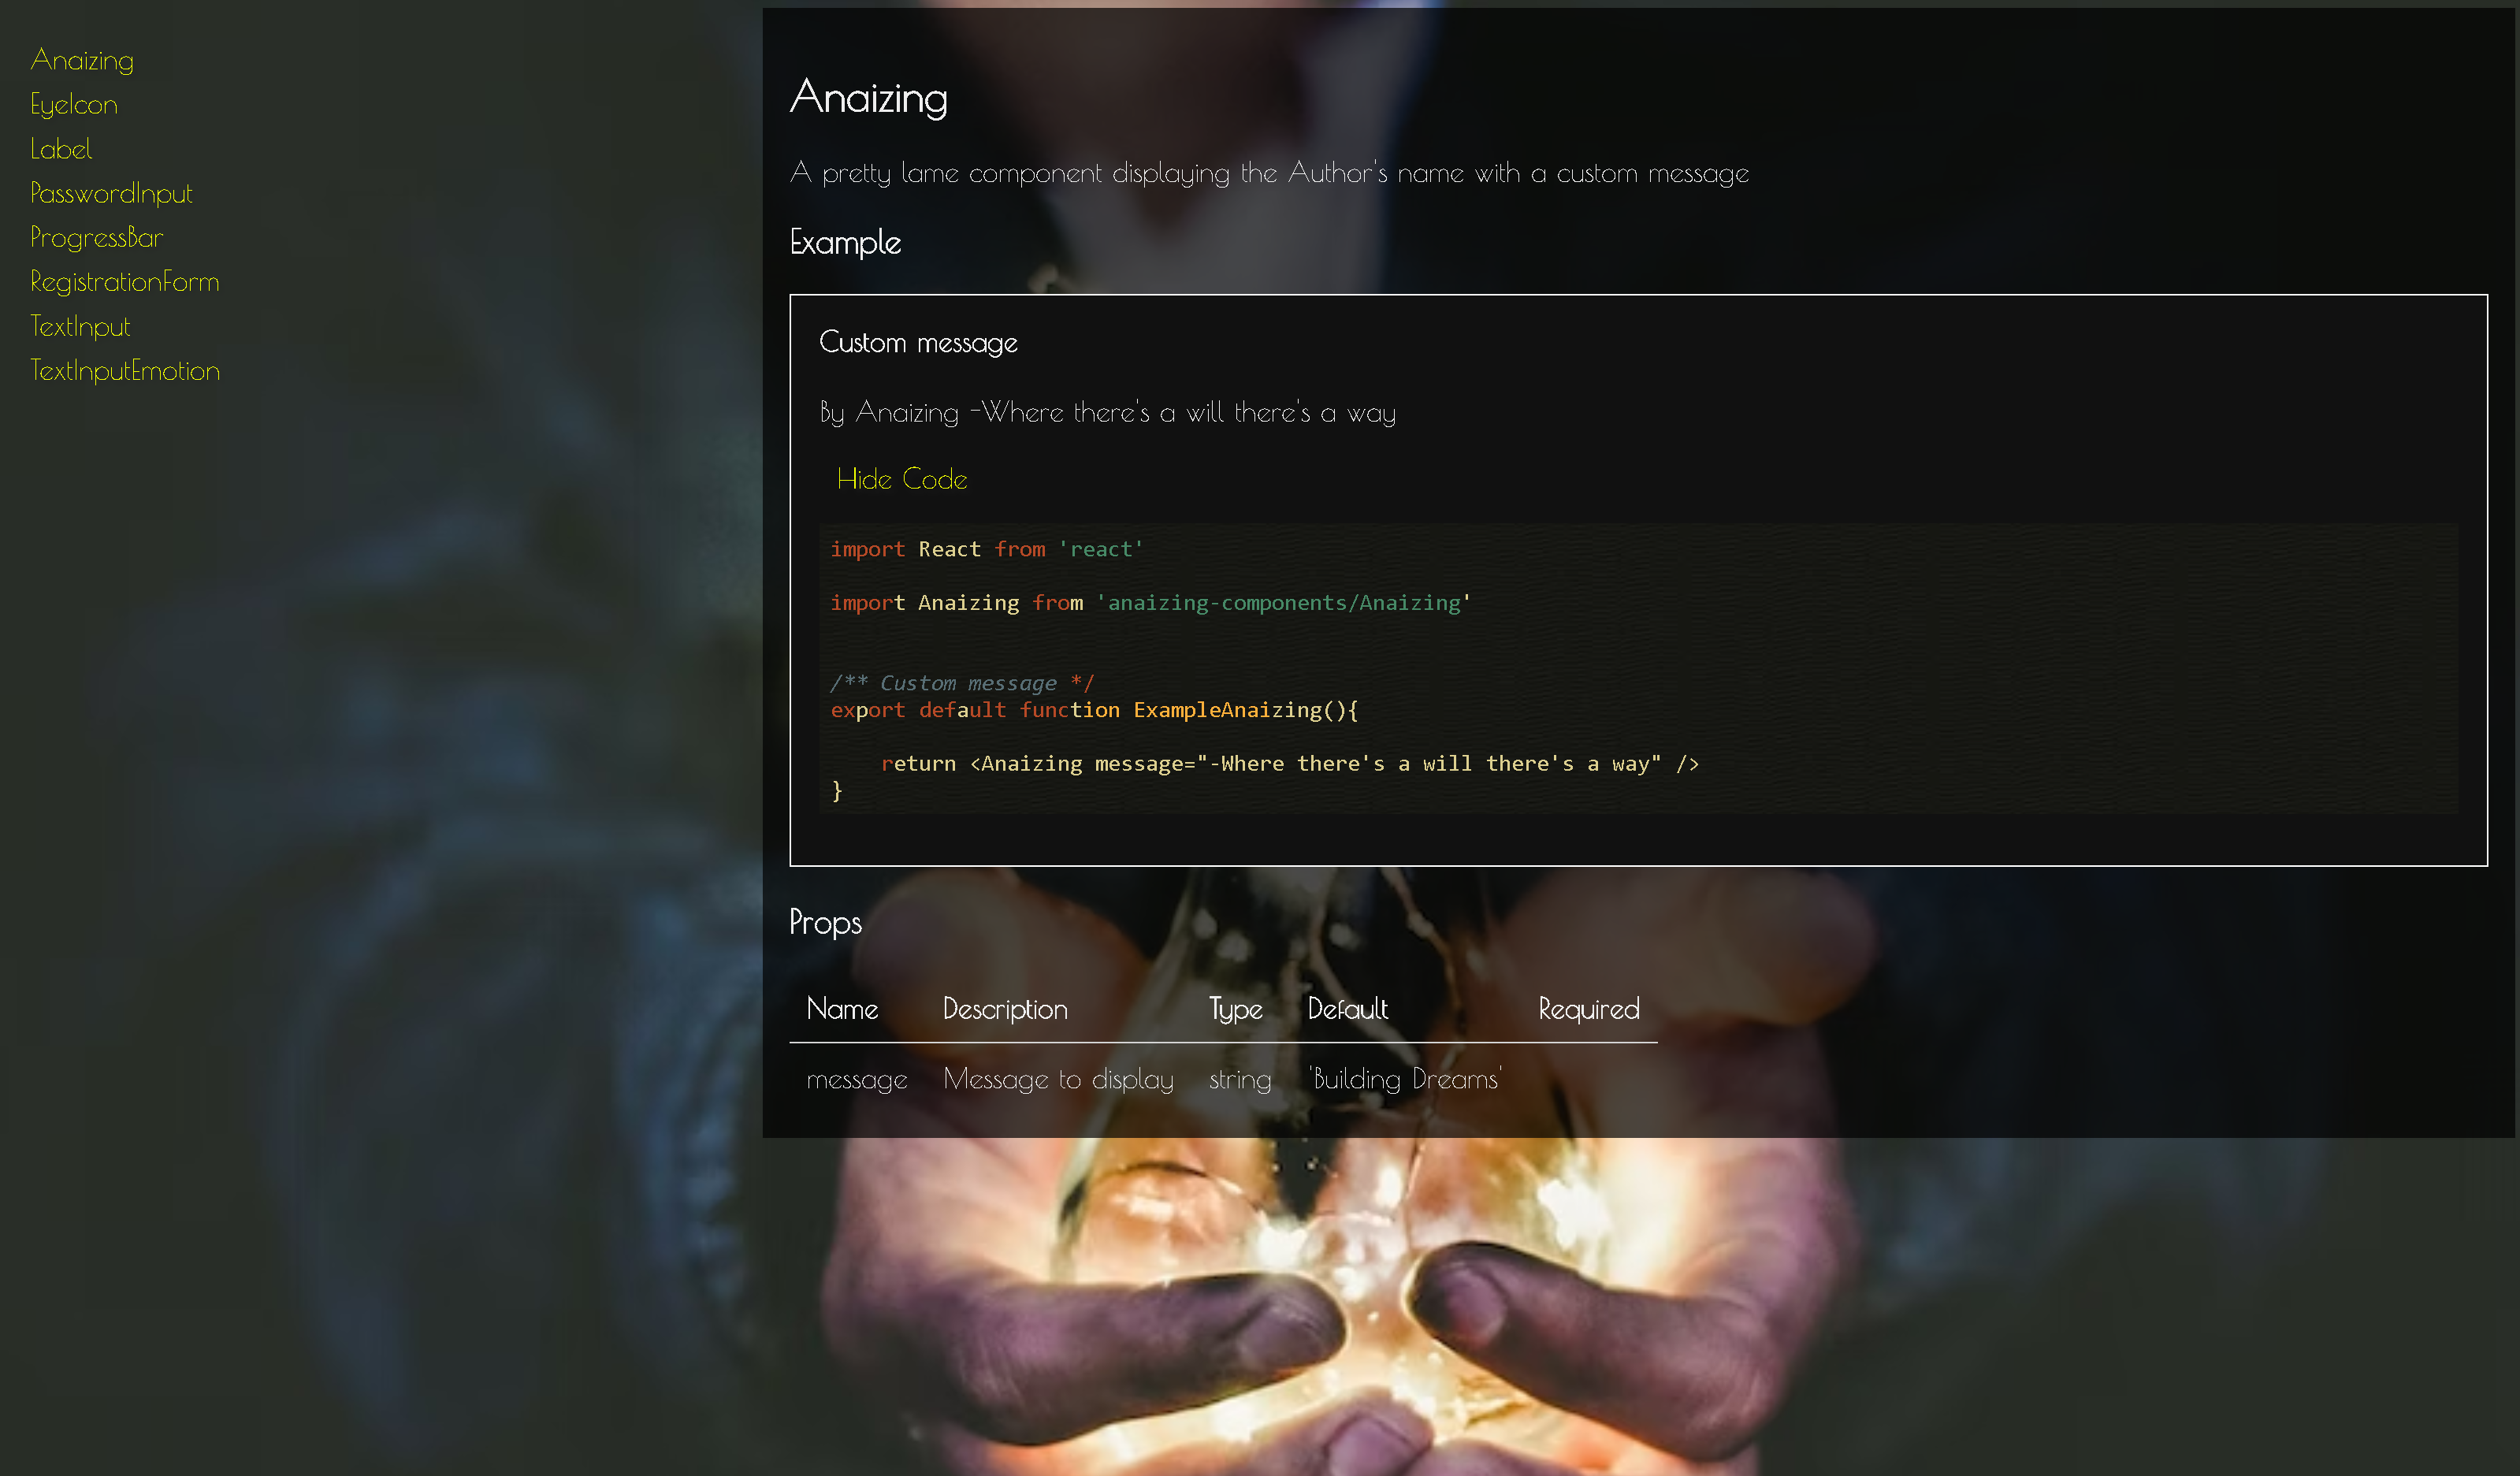 Anaizing
EyeIcon
Label
PasswordInput
ProgressBar
RegistrationForm
TextInput
TextInputEmotion
Anaizing
A pretty lame component displaying the Author's name with a custom message
Example
Custom message
By Anaizing -Where there's a will there's a way
Hide Code
import React from 'react'
import Anaizing from 'anaizing-components/Anaizing'
/** Custom message */
export default function ExampleAnaizing(){
return <Anaizing message="-Where there's a will there's a way" />
}
Props
Name Description Type Default Required
message Message to display string 'Building Dreams'